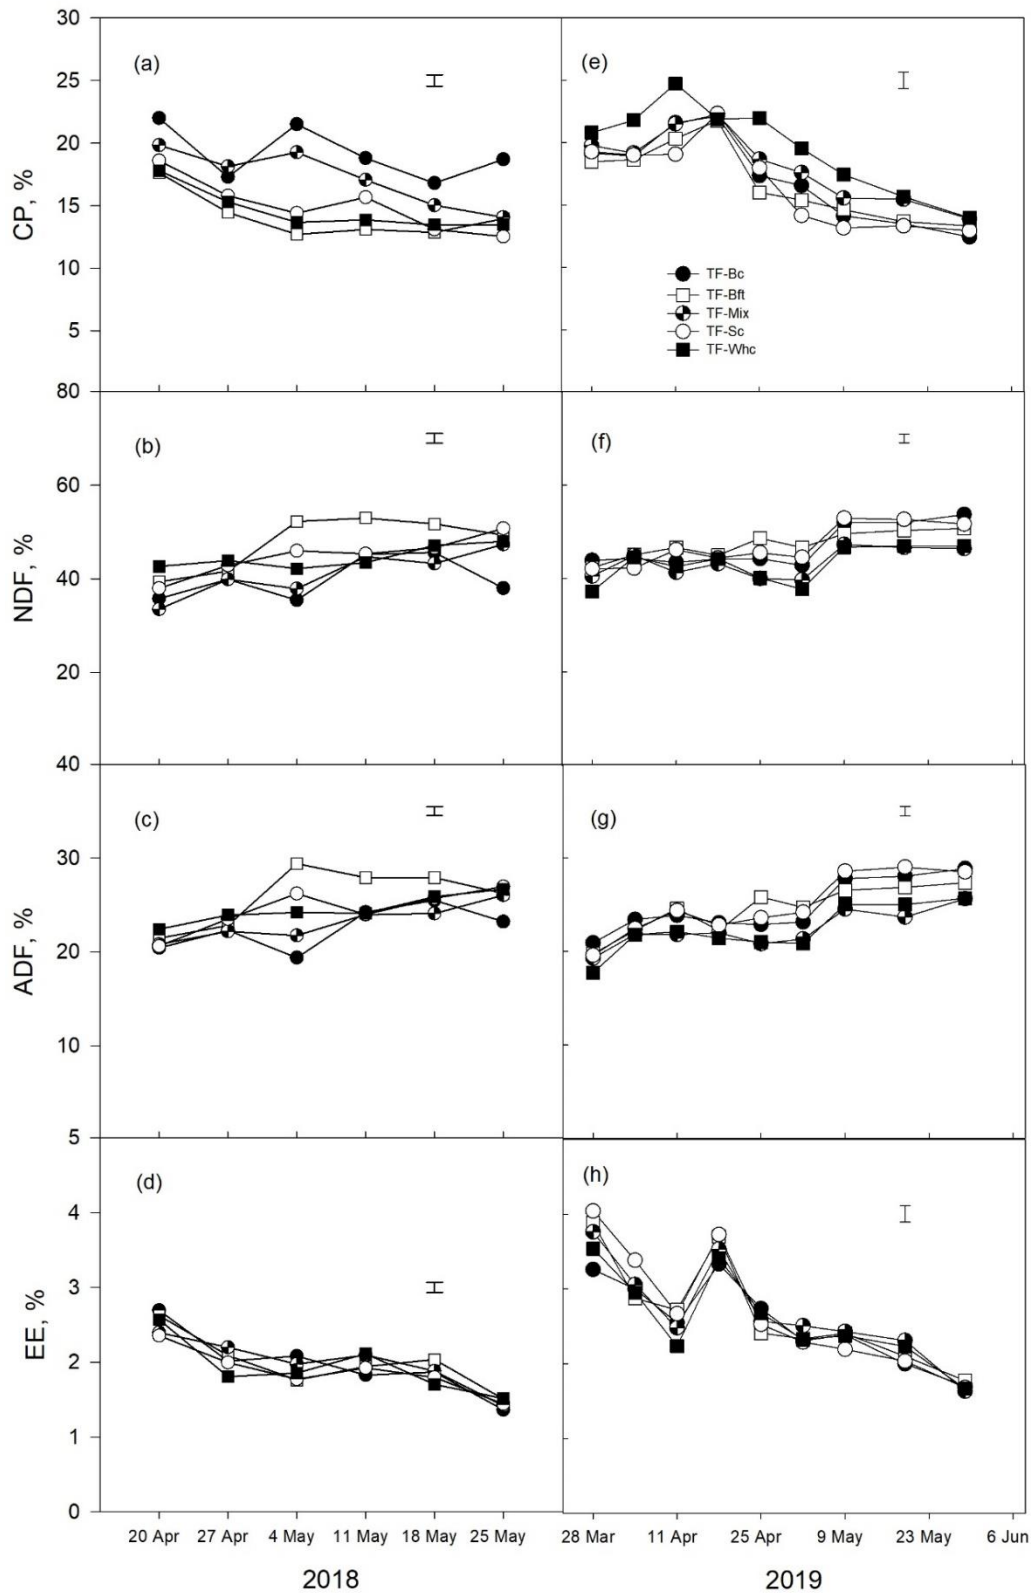 30
25
20
15
10
5
CP, %
(a)
(e)
TF-Bc
TF-Bft
TF-Mix
TF-Sc
TF-Whc
80
60
40
20
NDF, %
(b)
(f)
40
30
20
10
ADF, %
(c)
(g)
5
4
3
2
1
0
EE, %
(d)
(h)
20 Apr 27 Apr 4 May 11 May 18 May 25 May
28 Mar 11 Apr 25 Apr 9 May 23 May 6 Jun
2018
2019